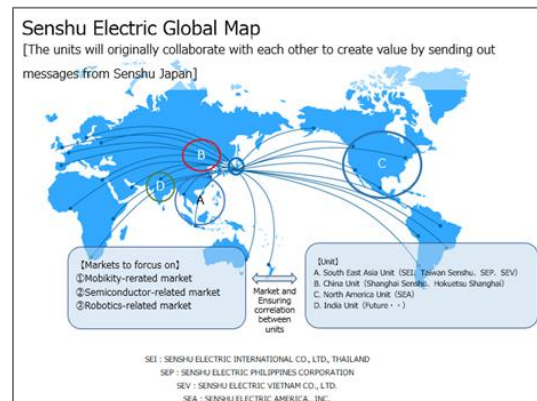 Senshu Electric Global Map
[The units will originally collaborate with each other to create value by sending out
messages from Senshu Japan]
B
C
D
A
【Markets to forcus on】
①Mobikity-rerated market
②Semiconductor-related market
③Robotics-related market
Market and
Ensuring
correlation
between
units
【Unit】
A. South East Asia Unit (SEI、Taiwan Senshu、SEP、SEV)
B. China Unit (Shanghai Senshu、Hokuetsu Shanghai)
C. North America Unit (SEA)
D. India Unit (Future・・)
SEI : SENSHU ELECTRIC INTERNATIONAL CO., LTD, THAILAND
SEP : SENSHU ELECTRIC PHILIPPINES CORPORATION
SEV : SENSHU ELECTRIC VIETNAM CO., LTD.
SEA : SENSHU ELECTRIC AMERICA, INC.